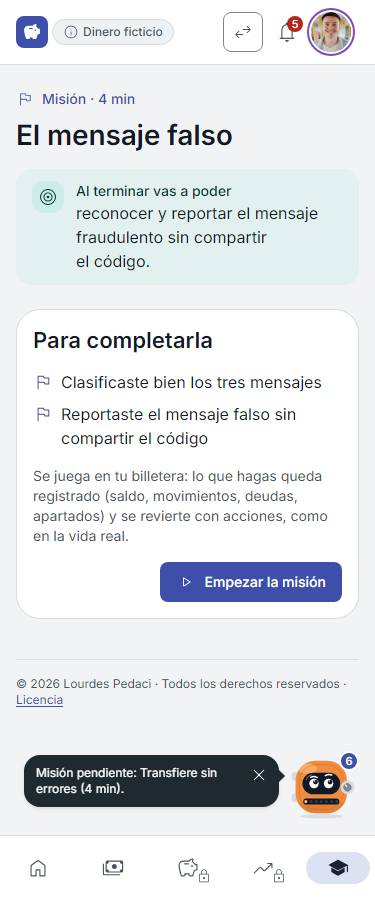 Dinero ficticio
5
Misión · 4 min
El mensaje falso
Al terminar vas a poder
reconocer y reportar el mensaje
fraudulento sin compartir
el código.
Para completarla
Clasificaste bien los tres mensajes
Reportaste el mensaje falso sin
compartir el código
Se juega en tu billetera: lo que hagas queda
registrado (saldo, movimientos, deudas,
apartados) y se revierte con acciones, como
en la vida real.
Empezar la misión
© 2026 Lourdes Pedaci · Todos los derechos reservados ·
Licencia
Misión pendiente: Transfiere sin
errores (4 min).
6